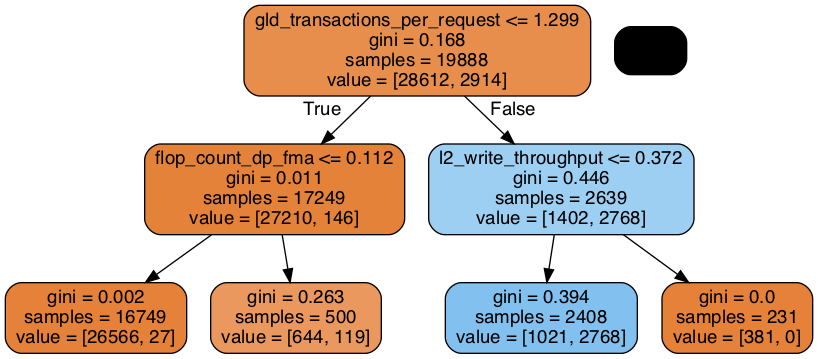 gld_transactions_per_request <= 1.299
gini = 0.168
samples = 19888
value = [28612, 2914]
True
False
flop_count_dp_fma <= 0.112
gini = 0.011
samples = 17249
value = [27210, 146]
l2_write_throughput <= 0.372
gini = 0.446
samples = 2639
value = [1402, 2768]
gini = 0.002
samples = 16749
value = [26566, 27]
gini = 0.263
samples = 500
value = [644, 119]
gini = 0.394
samples = 2408
value = [1021, 2768]
gini = 0.0
samples = 231
value = [381, 0]